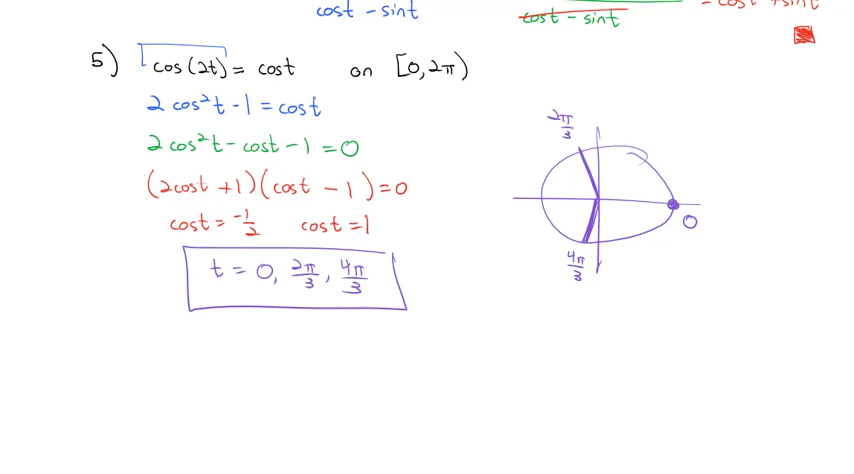 cost - sint
cost - sint
= cost + sint
5) cos(2t) = cost on [0, 2π)
2cos²t - 1 = cost
2cos²t - cost - 1 = 0
(2cost + 1)(cost - 1) = 0
cost = -1/2 cost = 1
t = 0, 2π/3, 4π/3
2π/3
0
4π/3